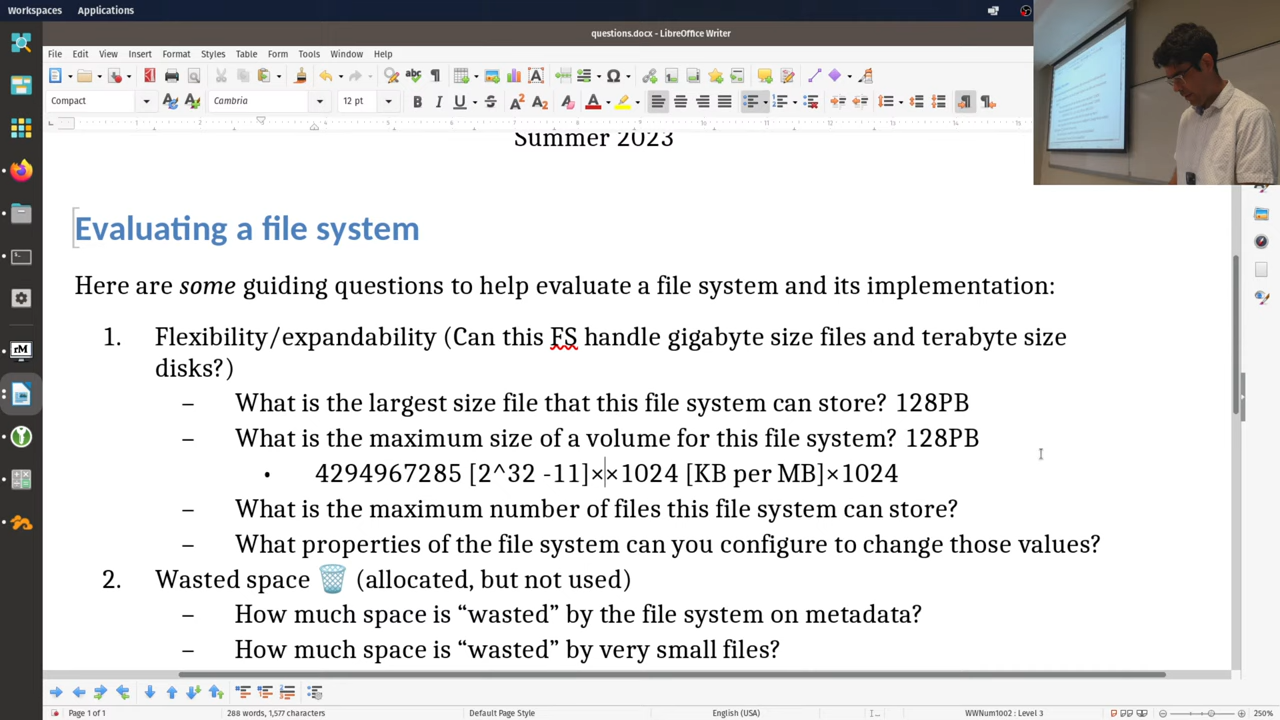 Workspaces Applications
questions.docx - LibreOffice Writer
File Edit View Insert Format Styles Table Form Tools Window Help
Compact Cambria 12 pt
Summer 2023
Evaluating a file system
Here are some guiding questions to help evaluate a file system and its implementation:
1. Flexibility/expandability (Can this FS handle gigabyte size files and terabyte size
disks?)
– What is the largest size file that this file system can store? 128PB
– What is the maximum size of a volume for this file system? 128PB
• 4294967285 [2^32 -11]××1024 [KB per MB]×1024
– What is the maximum number of files this file system can store?
– What properties of the file system can you configure to change those values?
2. Wasted space 🗑️ (allocated, but not used)
– How much space is “wasted” by the file system on metadata?
– How much space is “wasted” by very small files?
Page 1 of 1 288 words, 1,577 characters Default Page Style English (USA) WWNum1002 : Level 3 250%